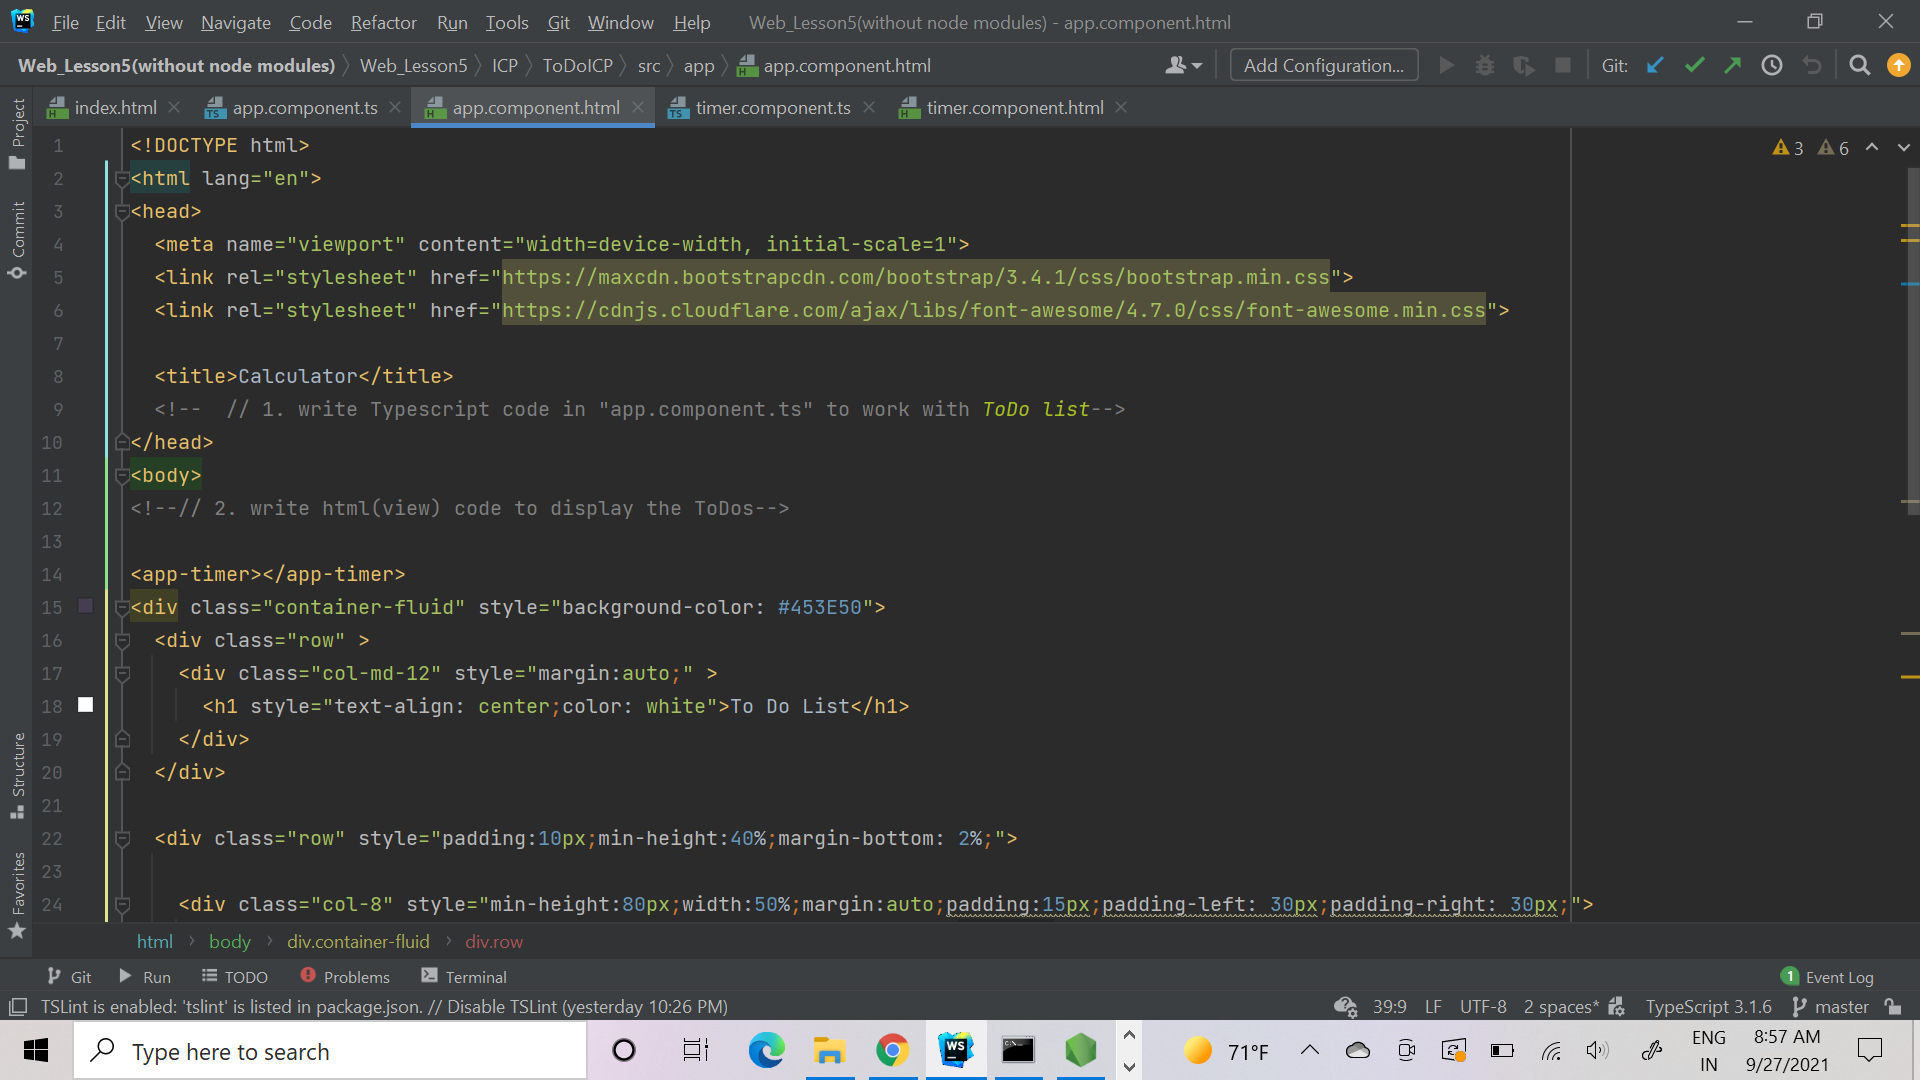 File Edit View Navigate Code Refactor Run Tools Git Window Help Web_Lesson5(without node modules) - app.component.html
Web_Lesson5(without node modules) Web_Lesson5 ICP ToDoICP src app app.component.html Add Configuration... Git:
index.html app.component.ts app.component.html timer.component.ts timer.component.html
Project
Commit
Structure
Favorites
3 6
1 <!DOCTYPE html>
2 <html lang="en">
3 <head>
4 <meta name="viewport" content="width=device-width, initial-scale=1">
5 <link rel="stylesheet" href="https://maxcdn.bootstrapcdn.com/bootstrap/3.4.1/css/bootstrap.min.css">
6 <link rel="stylesheet" href="https://cdnjs.cloudflare.com/ajax/libs/font-awesome/4.7.0/css/font-awesome.min.css">
7
8 <title>Calculator</title>
9 <!--  // 1. write Typescript code in "app.component.ts" to work with ToDo list-->
10 </head>
11 <body>
12 <!--// 2. write html(view) code to display the ToDos-->
13
14 <app-timer></app-timer>
15 <div class="container-fluid" style="background-color: #453E50">
16 <div class="row" >
17 <div class="col-md-12" style="margin:auto;" >
18 <h1 style="text-align: center;color: white">To Do List</h1>
19 </div>
20 </div>
21
22 <div class="row" style="padding:10px;min-height:40%;margin-bottom: 2%;">
23
24 <div class="col-8" style="min-height:80px;width:50%;margin:auto;padding:15px;padding-left: 30px;padding-right: 30px;">
html body div.container-fluid div.row
Git Run TODO Problems Terminal 1 Event Log
TSLint is enabled: 'tslint' is listed in package.json. // Disable TSLint (yesterday 10:26 PM) 39:9 LF UTF-8 2 spaces* TypeScript 3.1.6 master
Type here to search WS 71°F ENG 8:57 AM
IN 9/27/2021